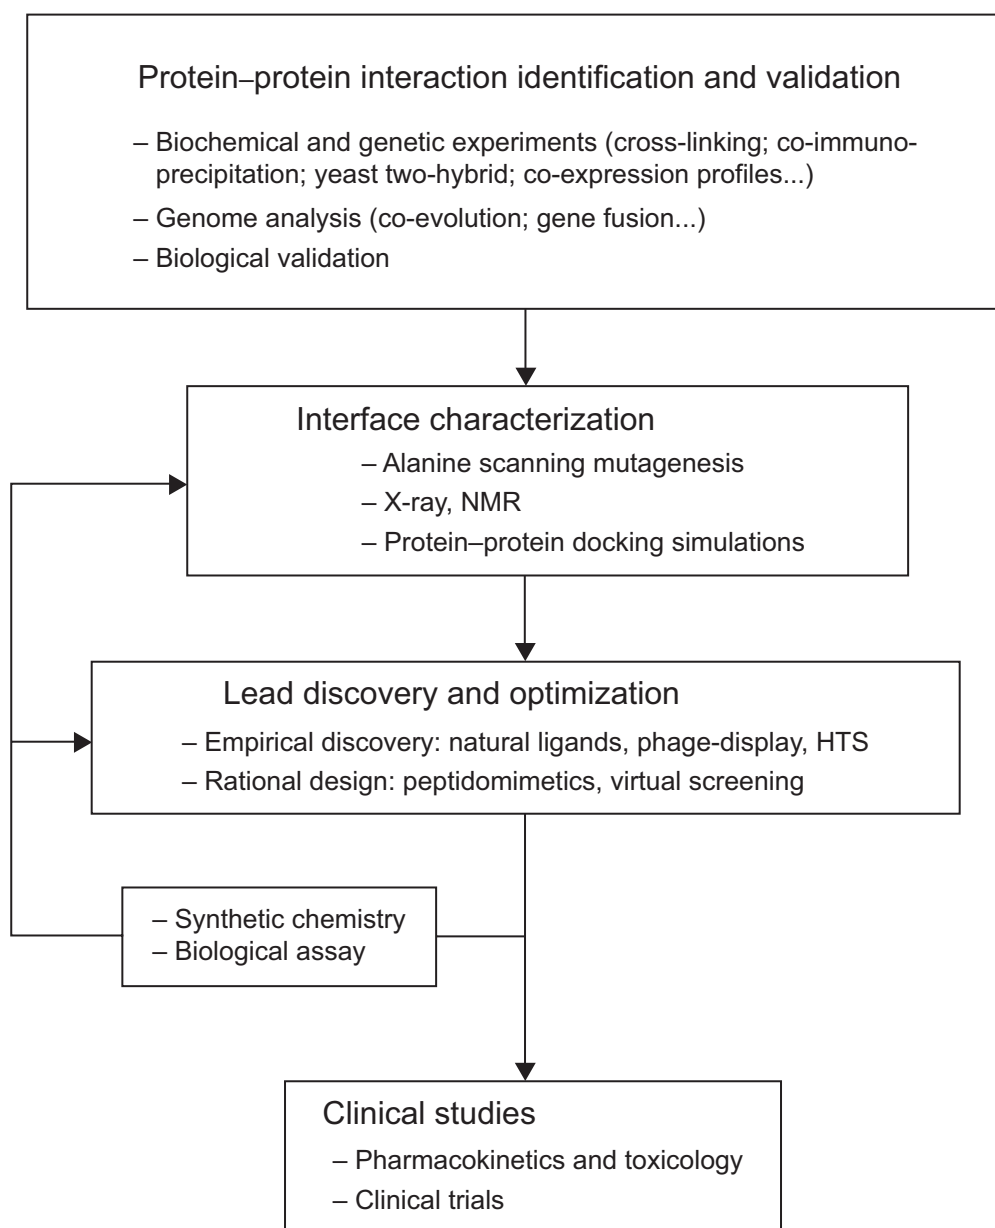 Protein–protein interaction identification and validation
– Biochemical and genetic experiments (cross-linking; co-immuno-
precipitation; yeast two-hybrid; co-expression profiles...)
– Genome analysis (co-evolution; gene fusion...)
– Biological validation
Interface characterization
– Alanine scanning mutagenesis
– X-ray, NMR
– Protein–protein docking simulations
Lead discovery and optimization
– Empirical discovery: natural ligands, phage-display, HTS
– Rational design: peptidomimetics, virtual screening
– Synthetic chemistry
– Biological assay
Clinical studies
– Pharmacokinetics and toxicology
– Clinical trials